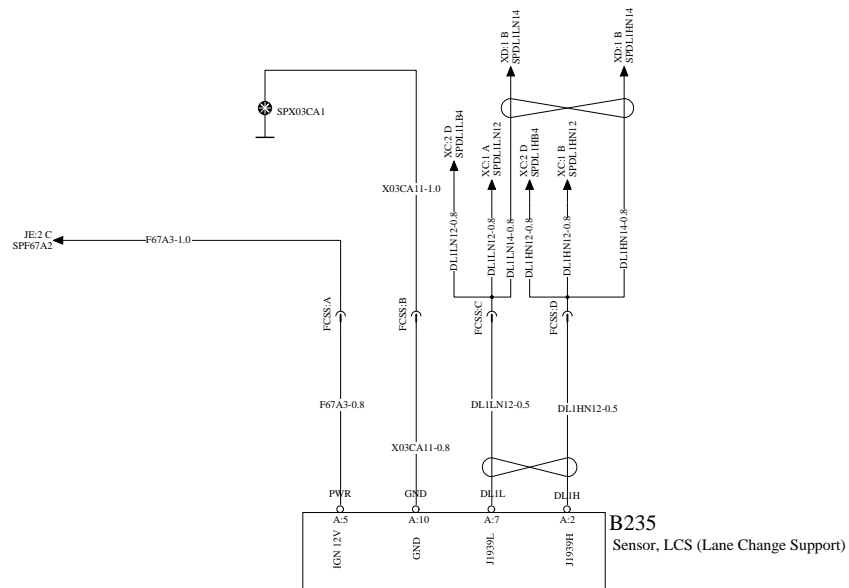 XD:1 B
SPDL1LN14
XD:1 B
SPDL1HN14
SPX03CA1
XC:2 D
SPDL1LB4
XC:1 A
SPDL1LN12
XC:2 D
SPDL1HB4
XC:1 B
SPDL1HN12
X03CA11-1.0
JE:2 C
SPF67A2
F67A3-1.0
DL1LN12-0.8
DL1LN12-0.8
DL1LN14-0.8
DL1HN12-0.8
DL1HN12-0.8
DL1HN14-0.8
FCSS:A
FCSS:B
FCSS:C
FCSS:D
F67A3-0.8
DL1LN12-0.5
DL1HN12-0.5
X03CA11-0.8
PWR
GND
DL1L
DL1H
A:5
A:10
A:7
A:2
IGN 12V
GND
J1939L
J1939H
B235
Sensor, LCS (Lane Change Support)